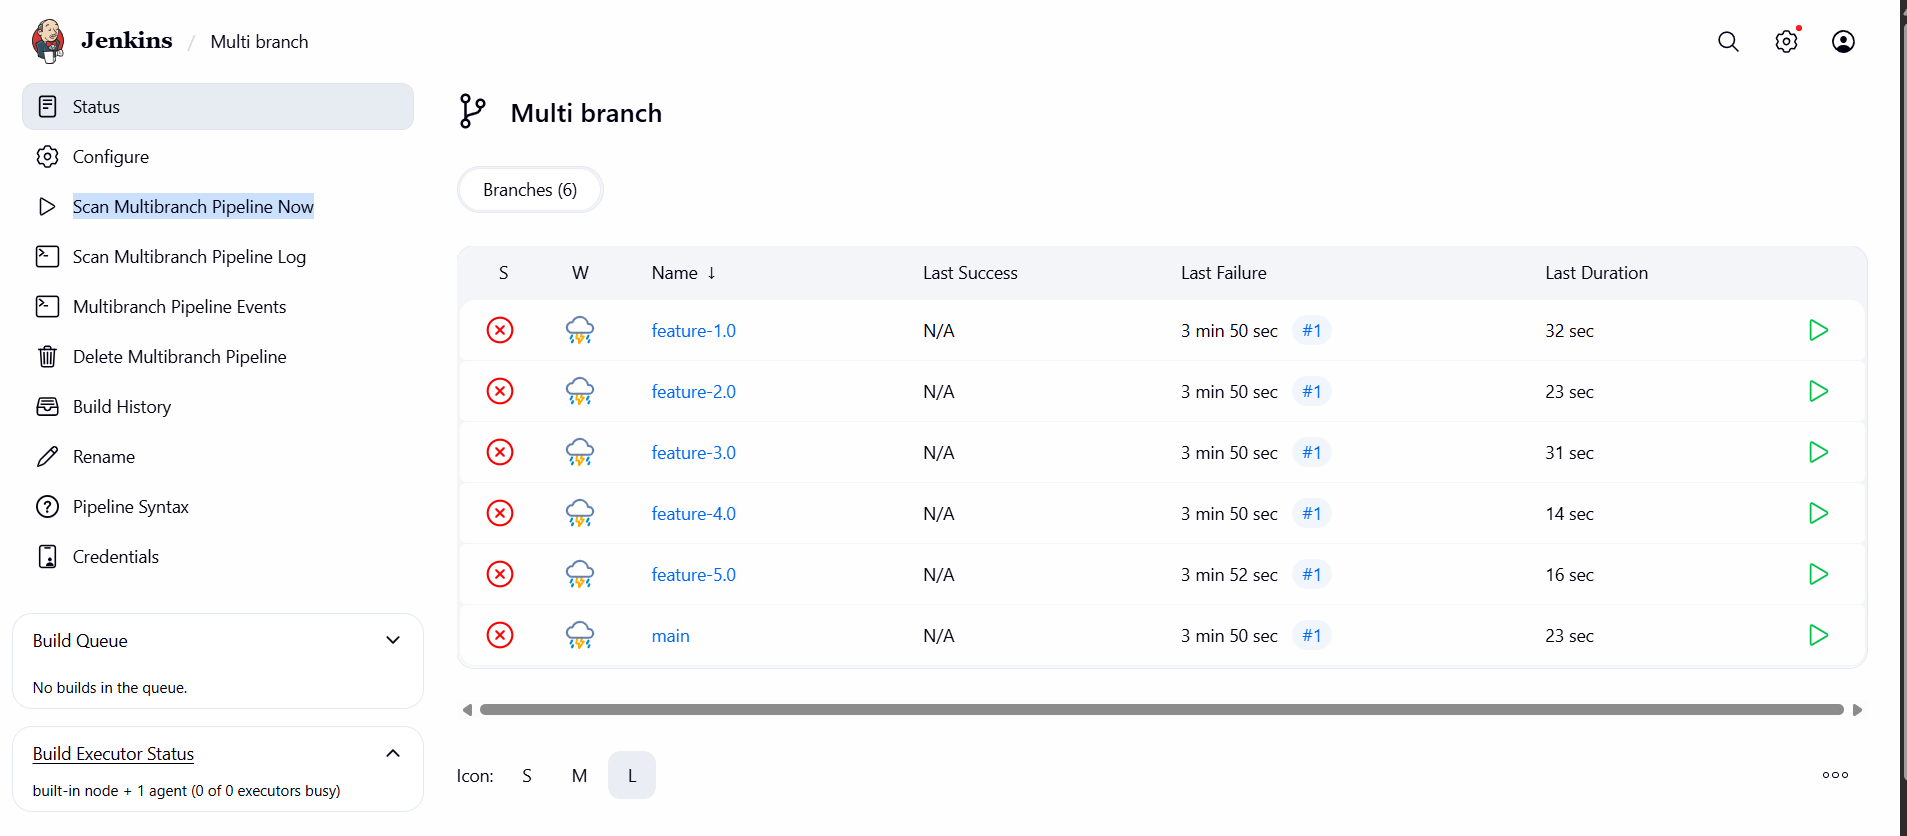 Jenkins / Multi branch
Status
Configure
Scan Multibranch Pipeline Now
Scan Multibranch Pipeline Log
Multibranch Pipeline Events
Delete Multibranch Pipeline
Build History
Rename
Pipeline Syntax
Credentials
Build Queue
No builds in the queue.
Build Executor Status
built-in node + 1 agent (0 of 0 executors busy)
Multi branch
Branches (6)
S W Name ↓ Last Success Last Failure Last Duration
feature-1.0 N/A 3 min 50 sec #1 32 sec
feature-2.0 N/A 3 min 50 sec #1 23 sec
feature-3.0 N/A 3 min 50 sec #1 31 sec
feature-4.0 N/A 3 min 50 sec #1 14 sec
feature-5.0 N/A 3 min 52 sec #1 16 sec
main N/A 3 min 50 sec #1 23 sec
Icon: S M L